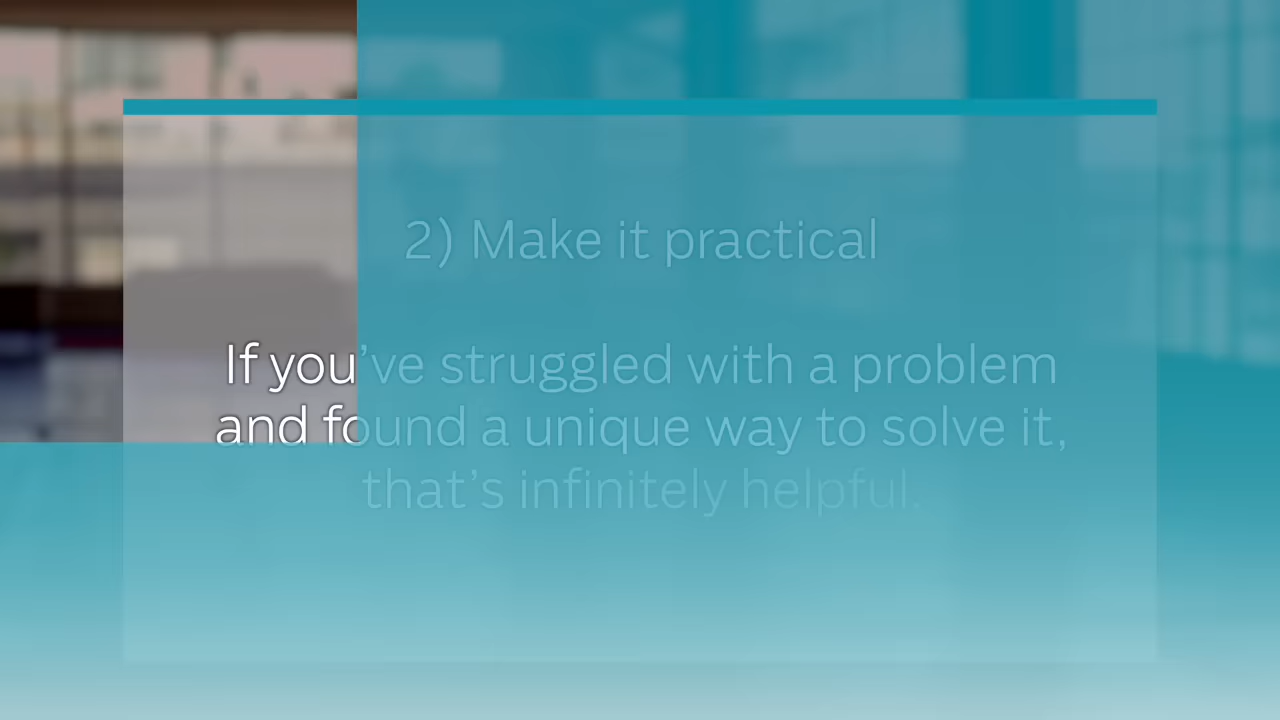 2) Make it practical
If you’ve struggled with a problem
and found a unique way to solve it,
that’s infinitely helpful.